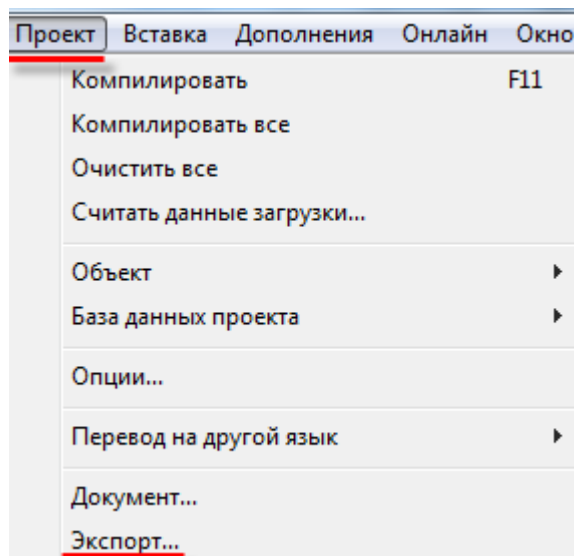 Проект Вставка Дополнения Онлайн Окно
Компилировать F11
Компилировать все
Очистить все
Считать данные загрузки...
Объект
База данных проекта
Опции...
Перевод на другой язык
Документ...
Экспорт...